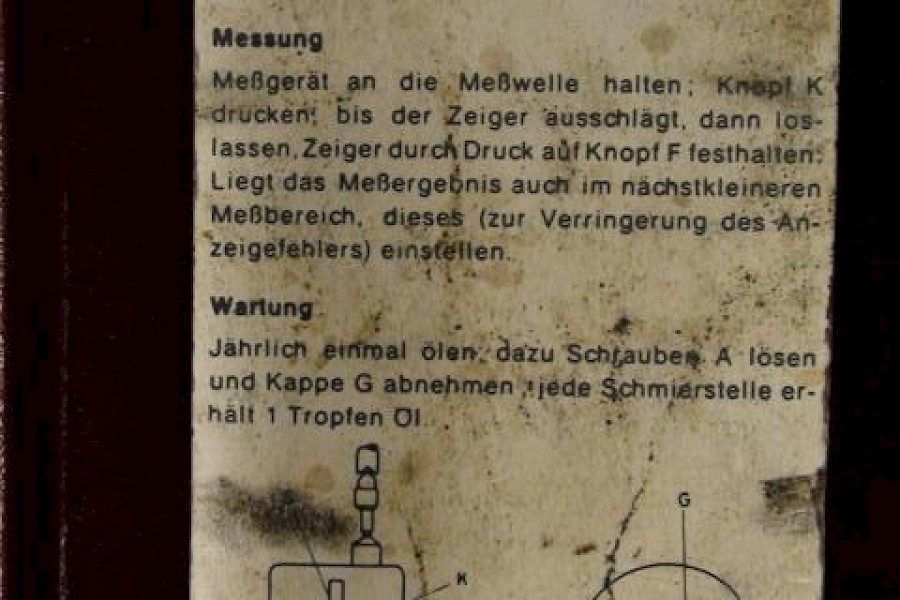 Messung
Meßgerät an die Meßwelle halten; Knopf K
drucken; bis der Zeiger ausschlägt, dann los-
lassen, Zeiger durch Druck auf Knopf F festhalten.
Liegt das Meßergebnis auch im nächstkleineren
Meßbereich, dieses (zur Verringerung des An-
zeigefehlers) einstellen.
Wartung
Jährlich einmal ölen, dazu Schrauben A lösen
und Kappe G abnehmen, jede Schmierstelle er-
hält 1 Tropfen Öl.
G
K